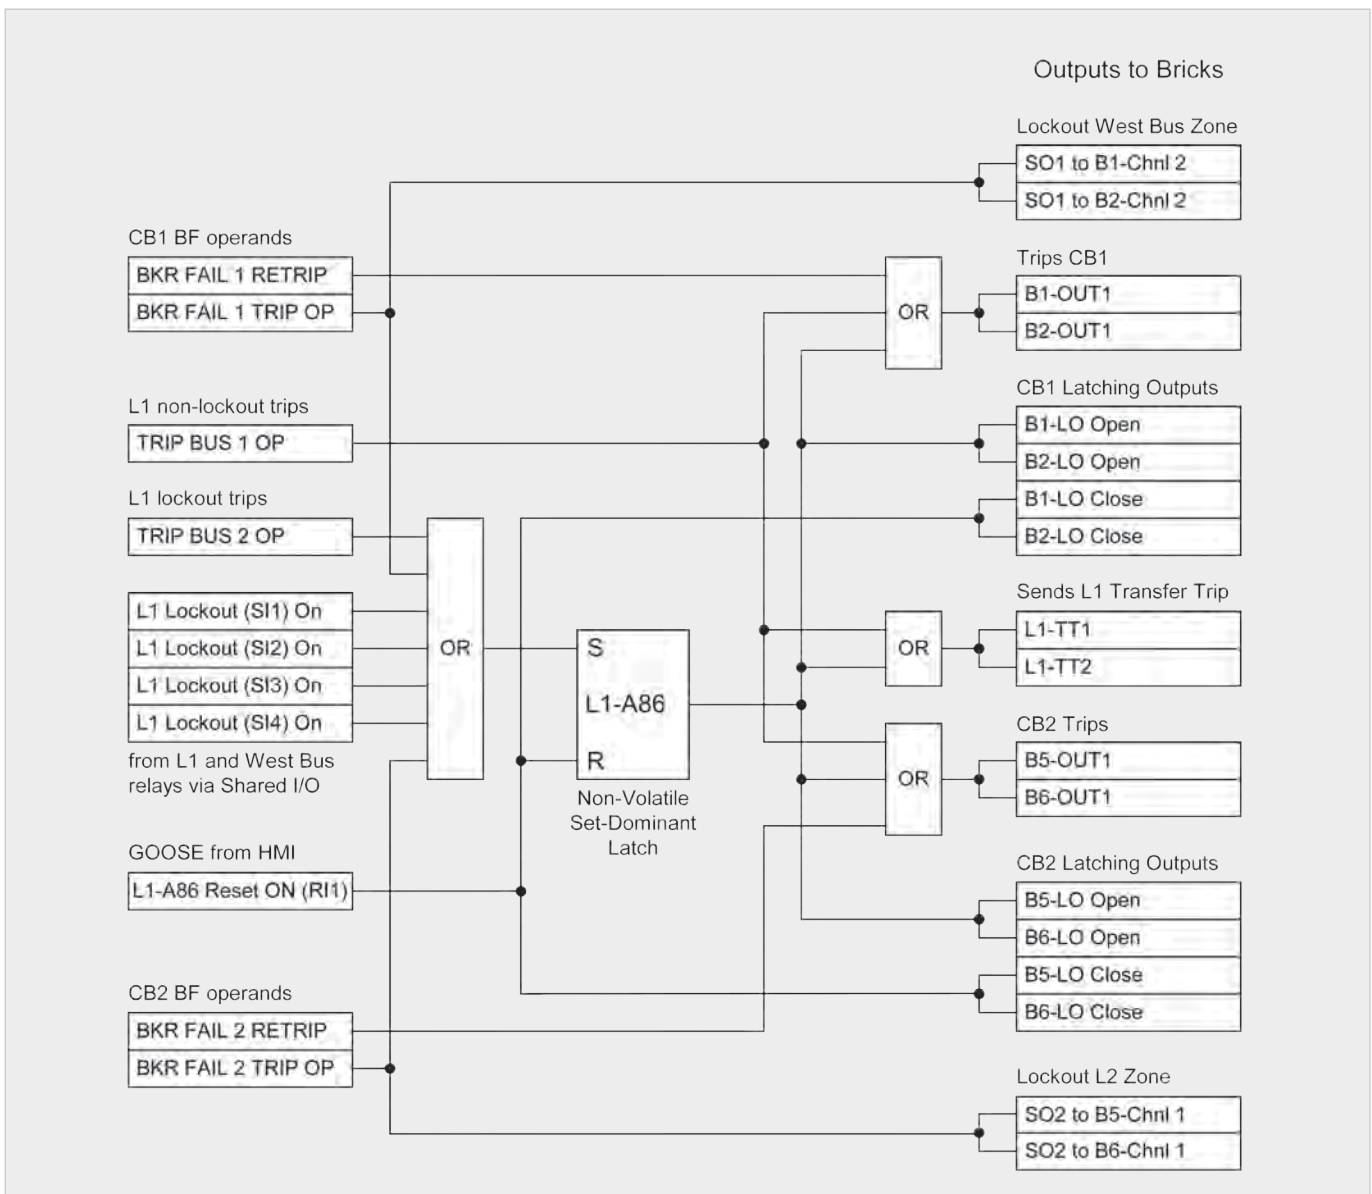 Outputs to Bricks
Lockout West Bus Zone
SO1 to B1-Chnl 2
SO1 to B2-Chnl 2
CB1 BF operands
BKR FAIL 1 RETRIP
BKR FAIL 1 TRIP OP
OR
Trips CB1
B1-OUT1
B2-OUT1
L1 non-lockout trips
TRIP BUS 1 OP
CB1 Latching Outputs
B1-LO Open
B2-LO Open
B1-LO Close
B2-LO Close
L1 lockout trips
TRIP BUS 2 OP
L1 Lockout (SI1) On
L1 Lockout (SI2) On
L1 Lockout (SI3) On
L1 Lockout (SI4) On
from L1 and West Bus
relays via Shared I/O
OR
S
L1-A86
R
Non-Volatile
Set-Dominant
Latch
OR
Sends L1 Transfer Trip
L1-TT1
L1-TT2
OR
CB2 Trips
B5-OUT1
B6-OUT1
GOOSE from HMI
L1-A86 Reset ON (RI1)
CB2 Latching Outputs
B5-LO Open
B6-LO Open
B5-LO Close
B6-LO Close
CB2 BF operands
BKR FAIL 2 RETRIP
BKR FAIL 2 TRIP OP
Lockout L2 Zone
SO2 to B5-Chnl 1
SO2 to B6-Chnl 1